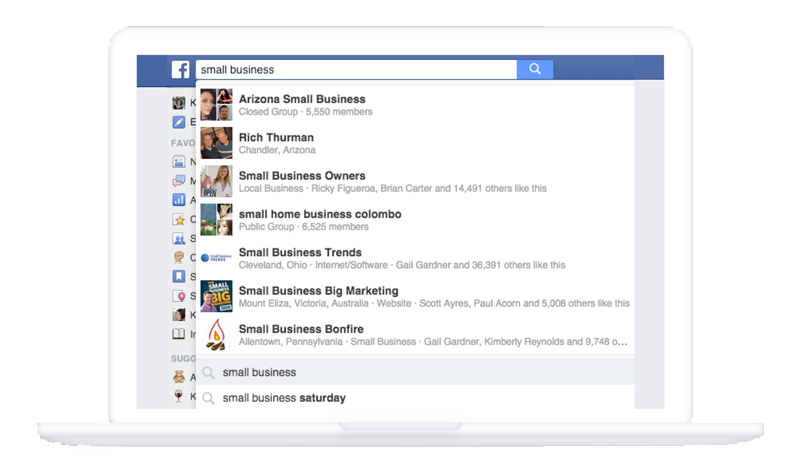 small business
Arizona Small Business
Closed Group · 5,550 members
K
Rich Thurman
E
Chandler, Arizona
FAVO
Small Business Owners
Local Business · Ricky Figueroa, Brian Carter and 14,491 others like this
N
M
A
small home business colombo
Public Group · 6,525 members
C
S
Small Business Trends
Cleveland, Ohio · Internet/Software · Gail Gardner and 36,391 others like this
C
S
Small Business Big Marketing
Mount Eliza, Victoria, Australia · Website · Scott Ayres, Paul Acorn and 5,008 others like this
S
K
Small Business Bonfire
Allentown, Pennsylvania · Small Business · Gail Gardner, Kimberly Reynolds and 9,748 o...
In
SUGG
small business
A
small business saturday
K